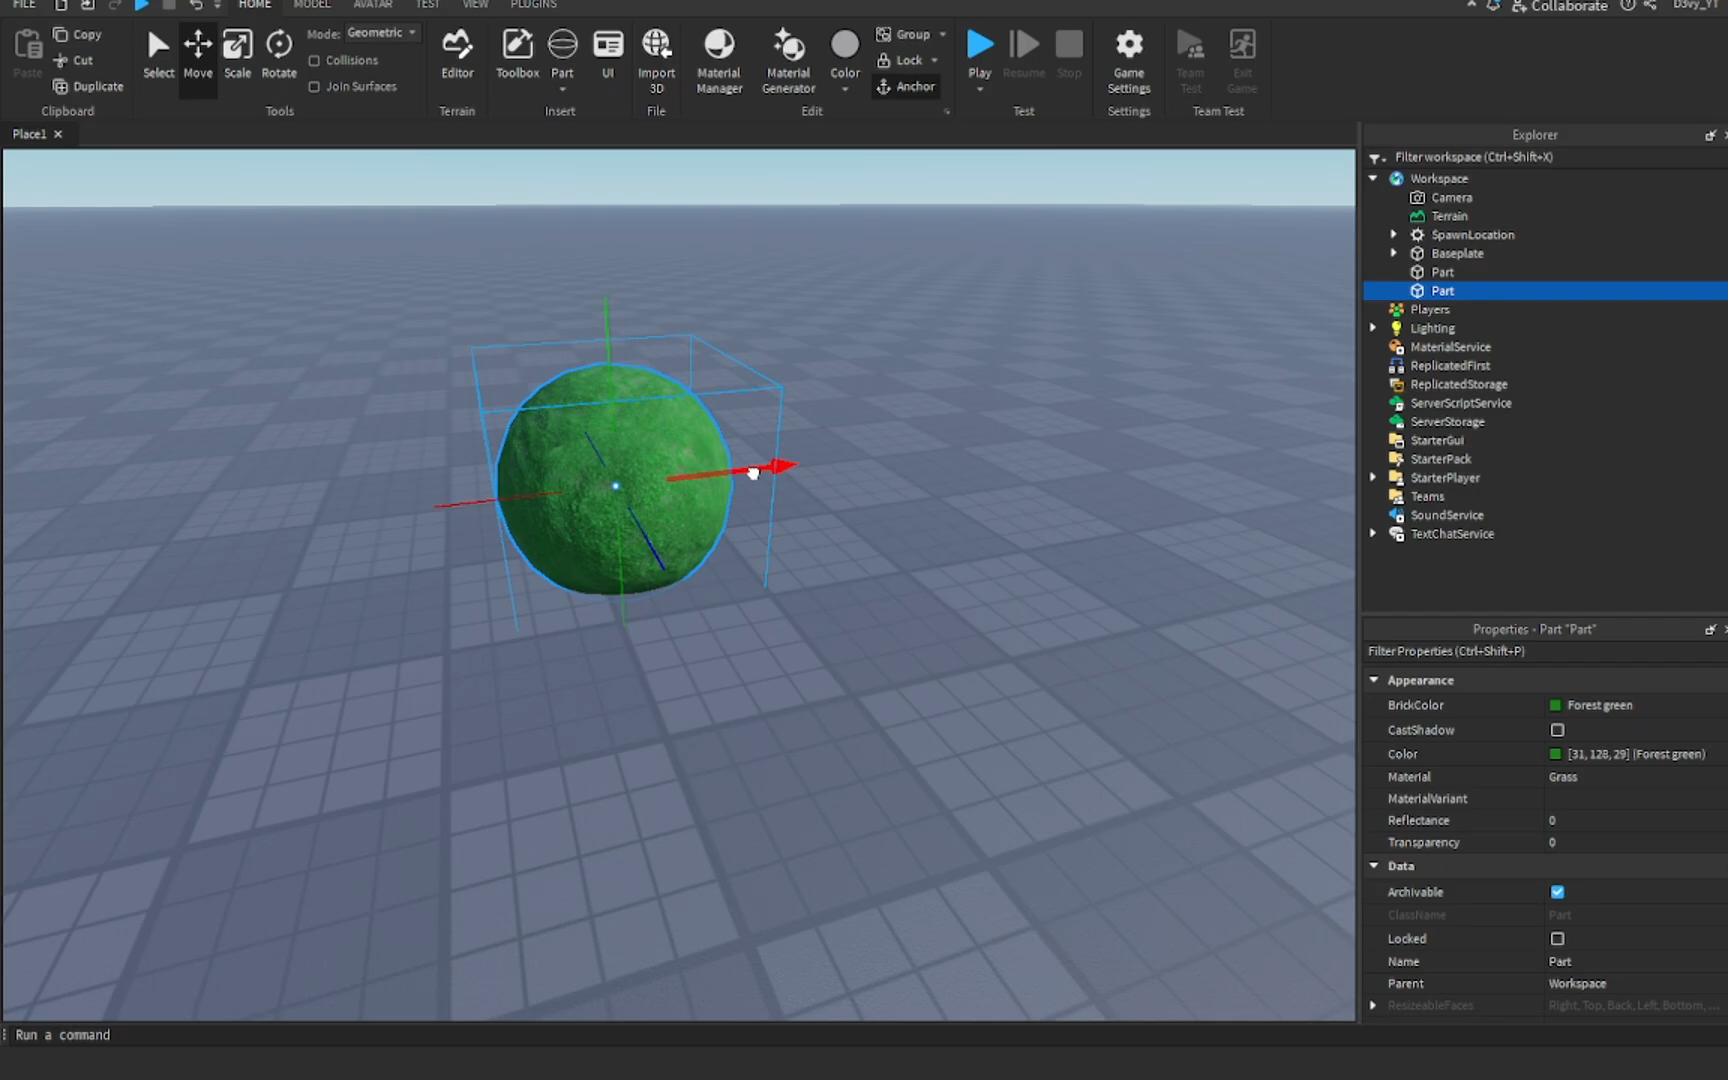 FILE HOME MODEL AVATAR TEST VIEW PLUGINS Collaborate D3vy_YT
Copy
Cut
Duplicate
Paste
Clipboard
Select Move Scale Rotate
Mode: Geometric
Collisions
Join Surfaces
Tools
Editor
Terrain
Toolbox Part UI
Insert
Import
3D
File
Material
Manager
Material
Generator
Color
Group
Lock
Anchor
Edit
Play Resume Stop
Test
Game
Settings
Settings
Team
Test
Exit
Game
Team Test
Place1
Explorer
Filter workspace (Ctrl+Shift+X)
Workspace
Camera
Terrain
SpawnLocation
Baseplate
Part
Part
Players
Lighting
MaterialService
ReplicatedFirst
ReplicatedStorage
ServerScriptService
ServerStorage
StarterGui
StarterPack
StarterPlayer
Teams
SoundService
TextChatService
Properties - Part "Part"
Filter Properties (Ctrl+Shift+P)
Appearance
BrickColor Forest green
CastShadow
Color [31, 128, 29] (Forest green)
Material Grass
MaterialVariant
Reflectance 0
Transparency 0
Data
Archivable
ClassName Part
Locked
Name Part
Parent Workspace
ResizeableFaces Right, Top, Back, Left, Bottom, ...
Run a command